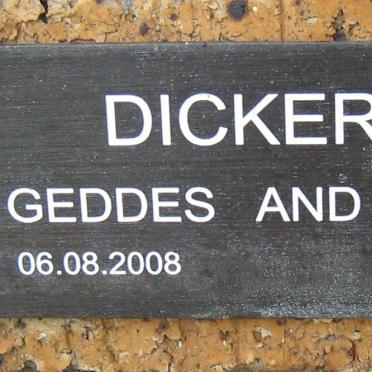 DICKER
GEDDES AND
06.08.2008